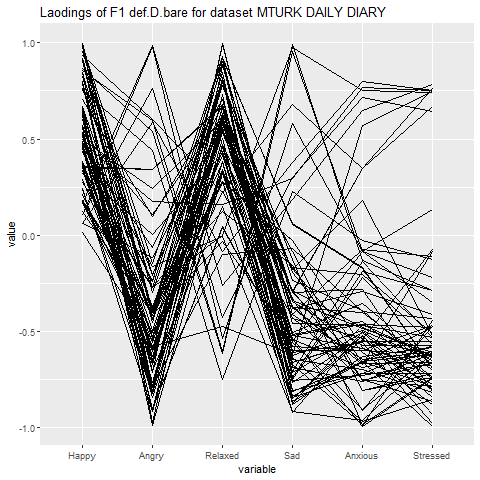 Laodings of F1 def.D.bare for dataset MTURK DAILY DIARY
1.0
0.5
0.0
-0.5
-1.0
value
Happy Angry Relaxed Sad Anxious Stressed
variable